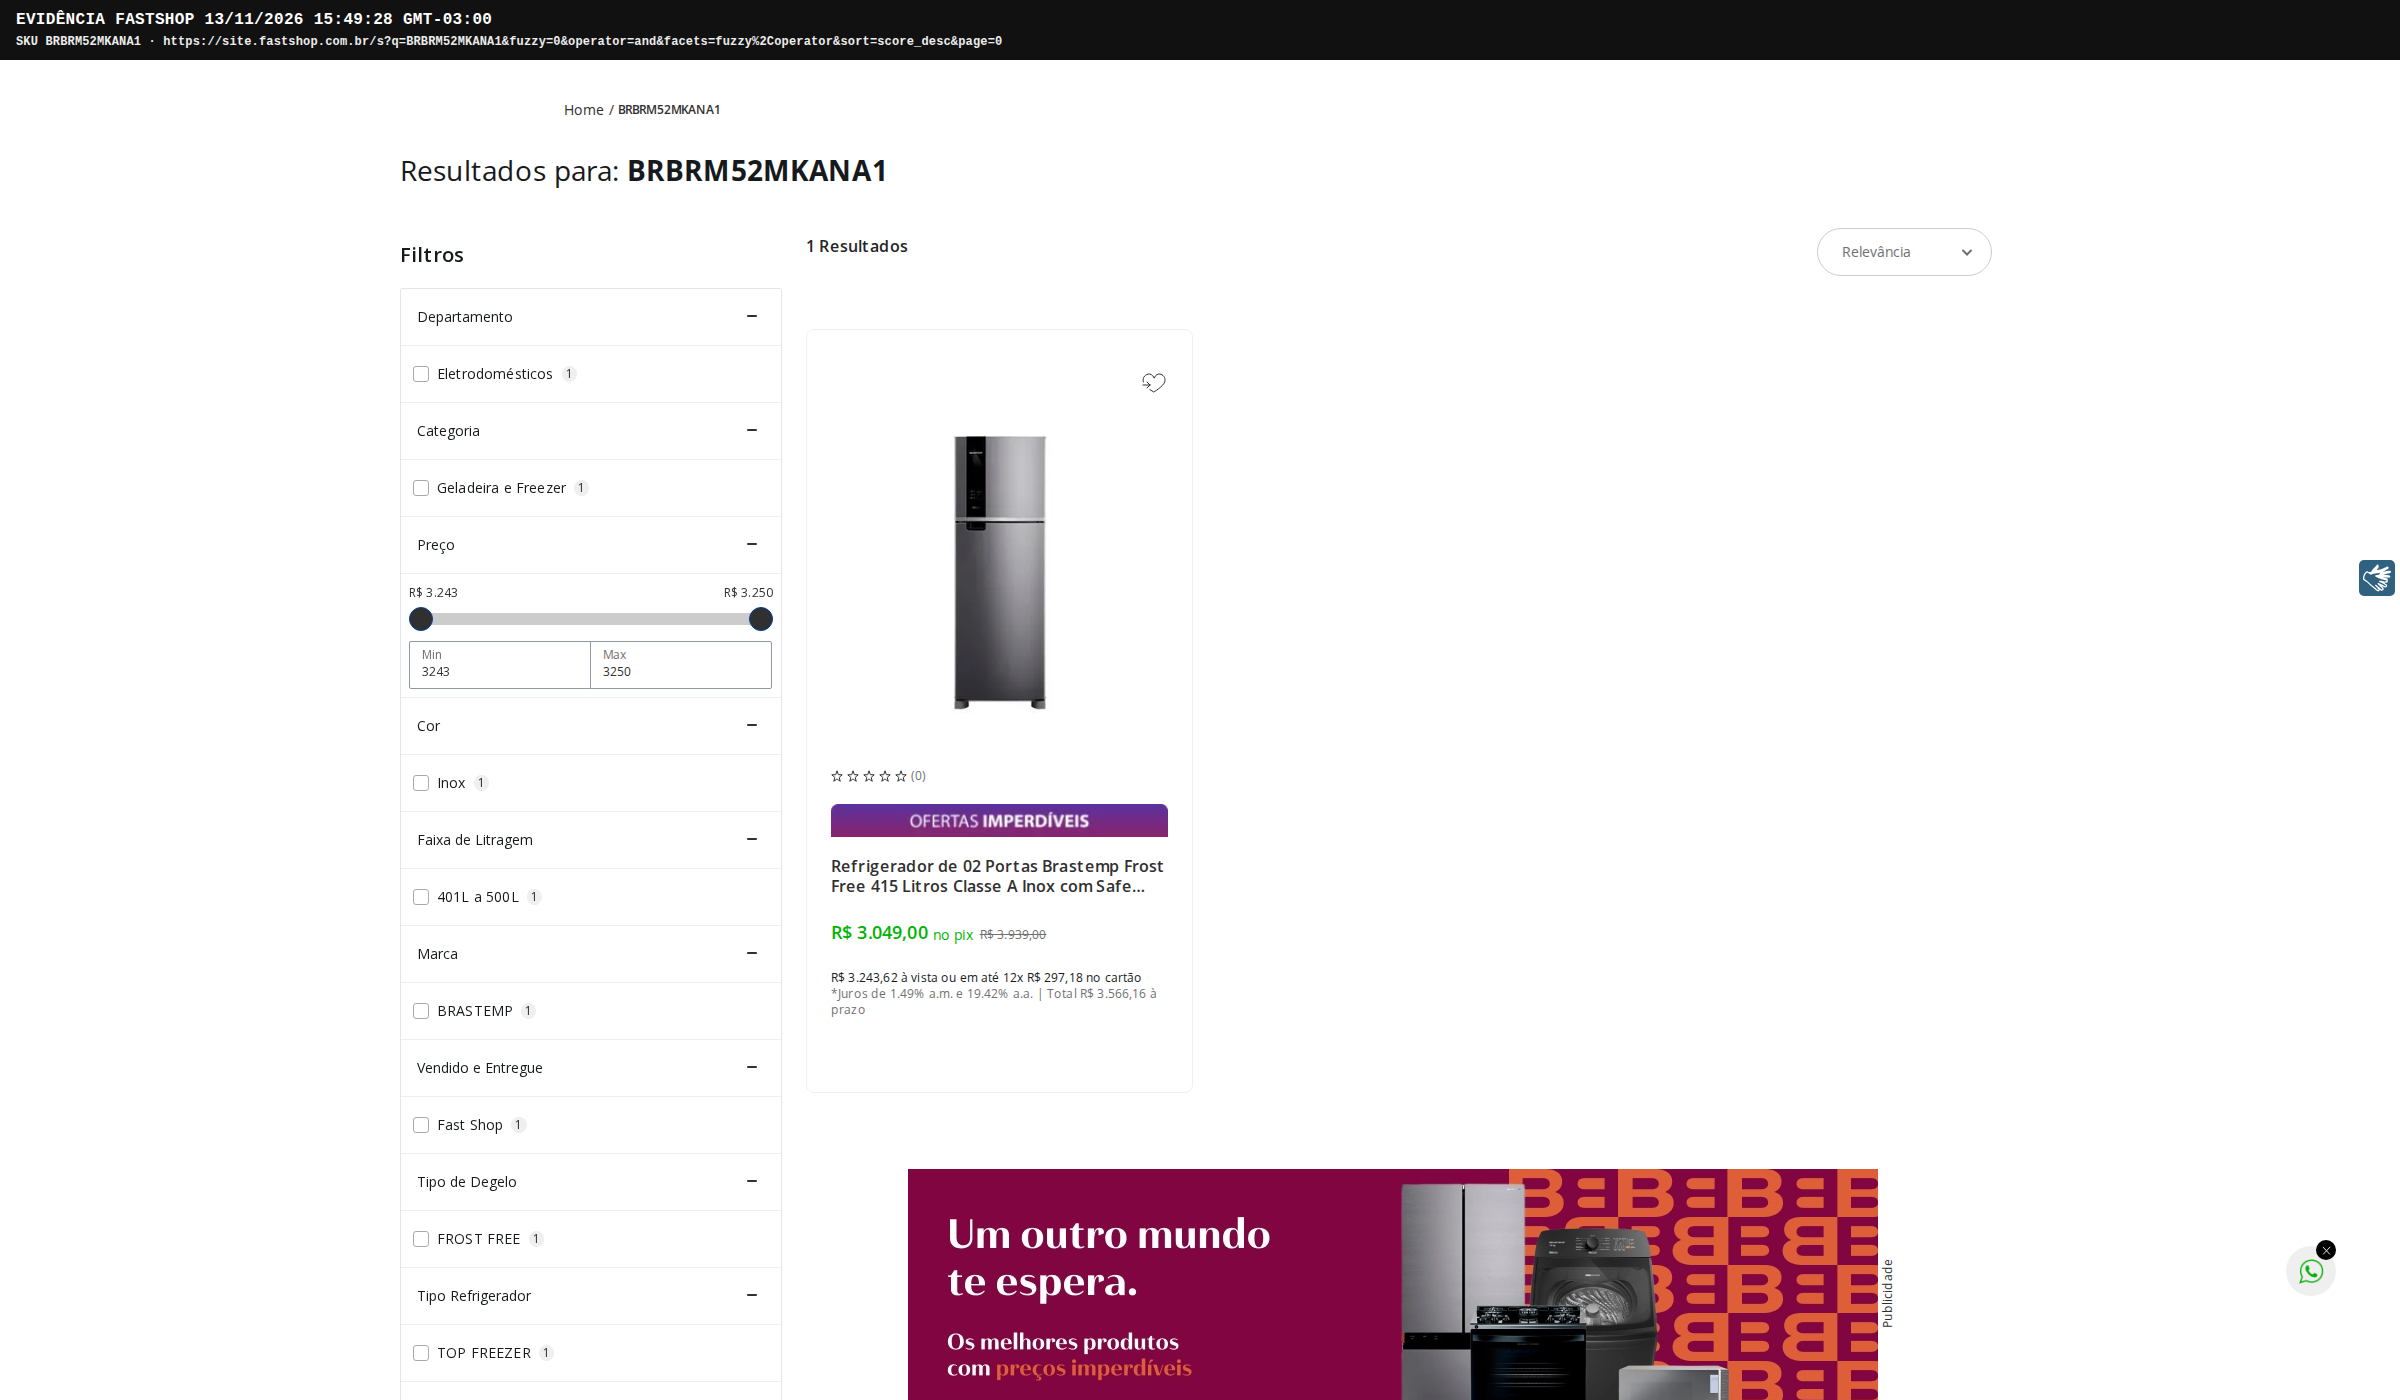 EVIDÊNCIA FASTSHOP 13/11/2026 15:49:28 GMT-03:00
SKU BRBRM52MKANA1 · https://site.fastshop.com.br/s?q=BRBRM52MKANA1&fuzzy=0&operator=and&facets=fuzzy%2Coperator&sort=score_desc&page=0
Home / BRBRM52MKANA1
Resultados para: BRBRM52MKANA1
Filtros
1 Resultados
Relevância
Departamento
Eletrodomésticos 1
Categoria
Geladeira e Freezer 1
Preço
R$ 3.243
R$ 3.250
Min
3243
Max
3250
Cor
Inox 1
Faixa de Litragem
401L a 500L 1
Marca
BRASTEMP 1
Vendido e Entregue
Fast Shop 1
Tipo de Degelo
FROST FREE 1
Tipo Refrigerador
TOP FREEZER 1
(0)
OFERTAS IMPERDÍVEIS
Refrigerador de 02 Portas Brastemp Frost
Free 415 Litros Classe A Inox com Safe...
R$ 3.049,00 no pix R$ 3.939,00
R$ 3.243,62 à vista ou em até 12x R$ 297,18 no cartão
*Juros de 1.49% a.m. e 19.42% a.a. | Total R$ 3.566,16 à
prazo
Um outro mundo
te espera.
Os melhores produtos
com preços imperdíveis
Publicidade